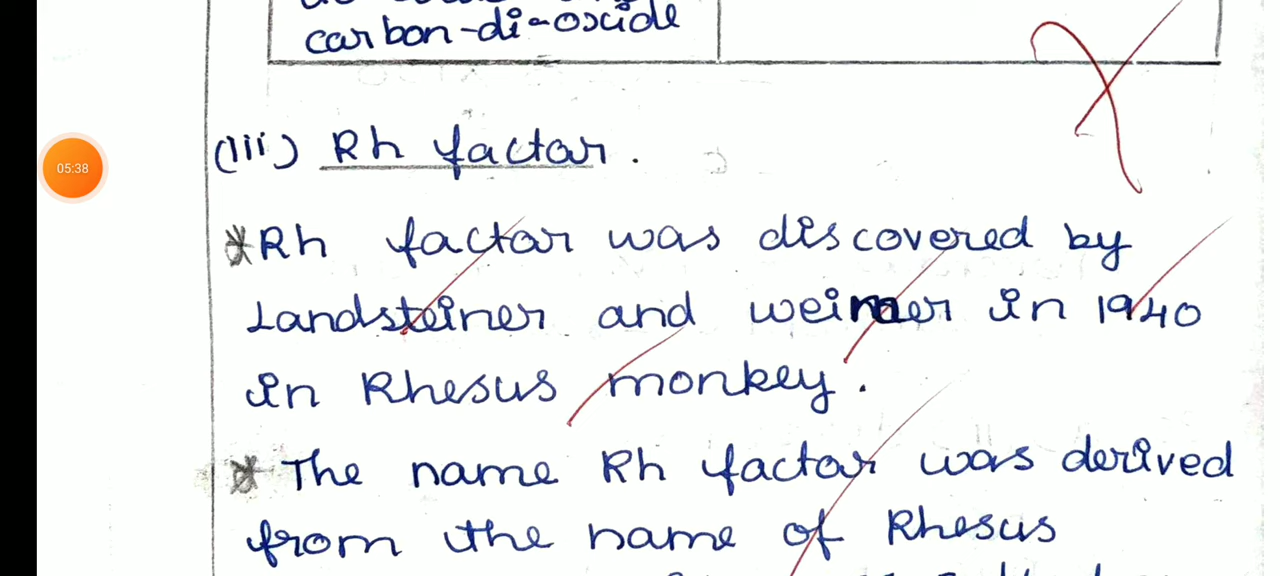 carbon-di-oxide
(iii) Rh factor.
*Rh factor was discovered by
Landsteiner and weinner in 1940
in Rhesus monkey.
* The name Rh factor was derived
from the name of Rhesus
05:38